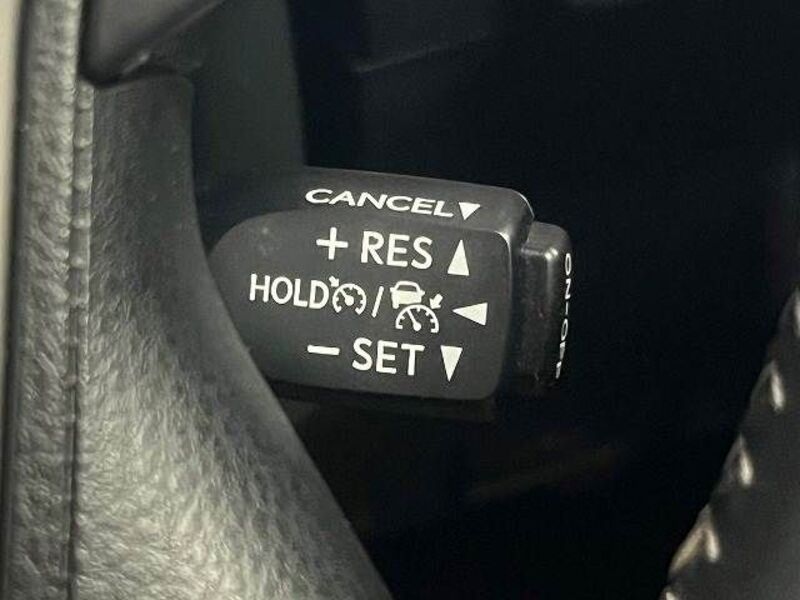 CANCEL▼
+ RES ▲
HOLD / ◀
− SET ▼
ON-OFF